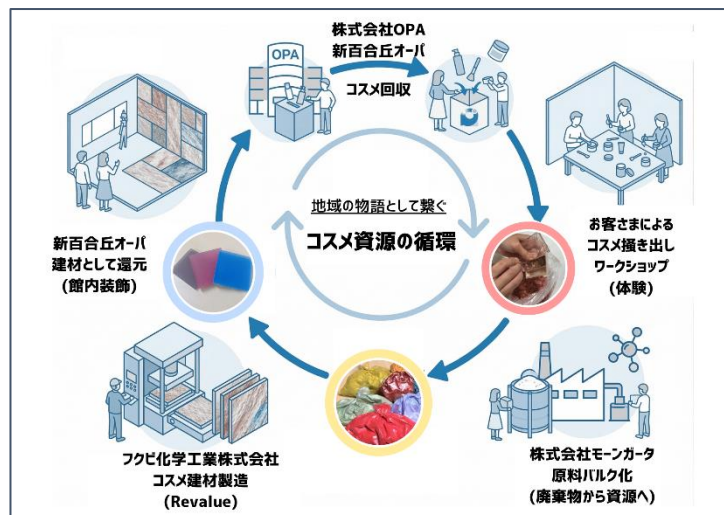 株式会社OPA
新百合丘オーパ
OPA
コスメ回収
お客さまによる
コスメ掻き出し
ワークショップ
(体験)
地域の物語として繋ぐ
コスメ資源の循環
新百合丘オーパ
建材として還元
(館内装飾)
フクビ化学工業株式会社
コスメ建材製造
(Revalue)
株式会社モーンガータ
原料バルク化
(廃棄物から資源へ)